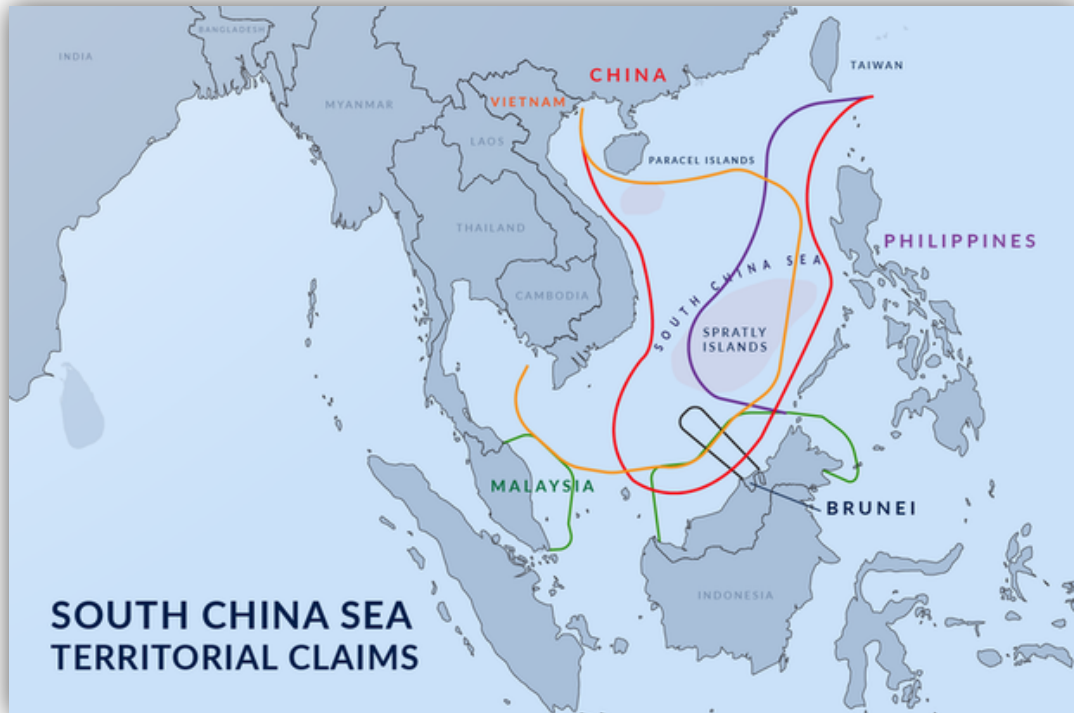 BANGLADESH
INDIA
CHINA
TAIWAN
MYANMAR
VIETNAM
LAOS
PARACEL ISLANDS
THAILAND
PHILIPPINES
SOUTH CHINA SEA
CAMBODIA
SPRATLY
ISLANDS
MALAYSIA
BRUNEI
INDONESIA
SOUTH CHINA SEA
TERRITORIAL CLAIMS